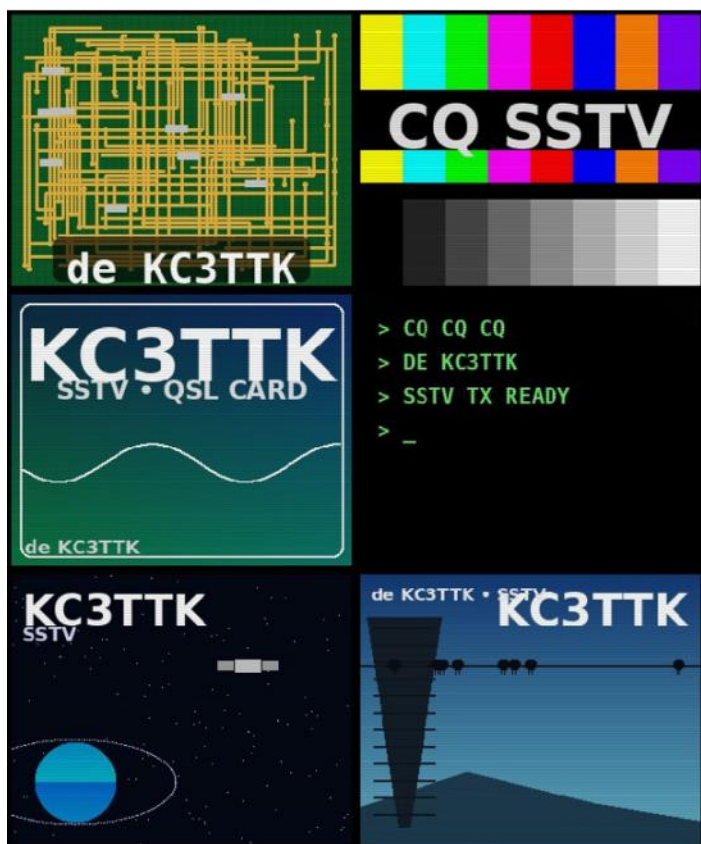 de KC3TTK
CQ SSTV
KC3TTK
SSTV • QSL CARD
de KC3TTK
> CQ CQ CQ
> DE KC3TTK
> SSTV TX READY
> _
KC3TTK
SSTV
de KC3TTK • SSTV
KC3TTK